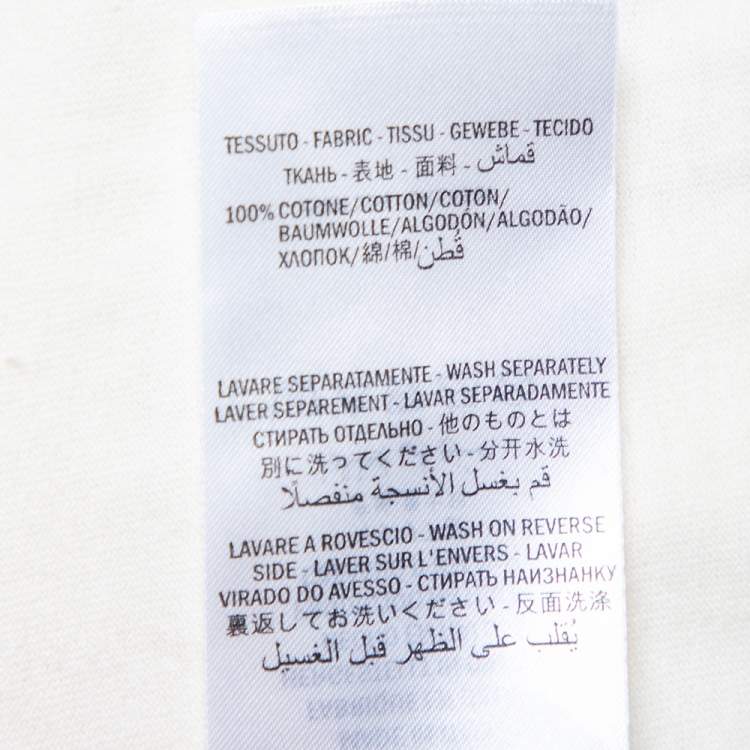 TESSUTO - FABRIC - TISSU - GEWEBE - TECIDO
ТКАНЬ - 表地 - 面料 - قماش
100% COTONE/COTTON/COTON/
BAUMWOLLE/ALGODÓN/ALGODÃO/
ХЛОПОК/綿/棉/قُطن
LAVARE SEPARATAMENTE - WASH SEPARATELY
LAVER SEPAREMENT - LAVAR SEPARADAMENTE
СТИРАТЬ ОТДЕЛЬНО - 他のものとは
別に洗ってください - 分开水洗
قم بغسل الأنسجة منفصلًا
LAVARE A ROVESCIO - WASH ON REVERSE
SIDE - LAVER SUR L'ENVERS - LAVAR
VIRADO DO AVESSO - СТИРАТЬ НАИЗНАНКУ
裏返してお洗いください - 反面洗涤
يُقلب على الظهر قبل الغسيل